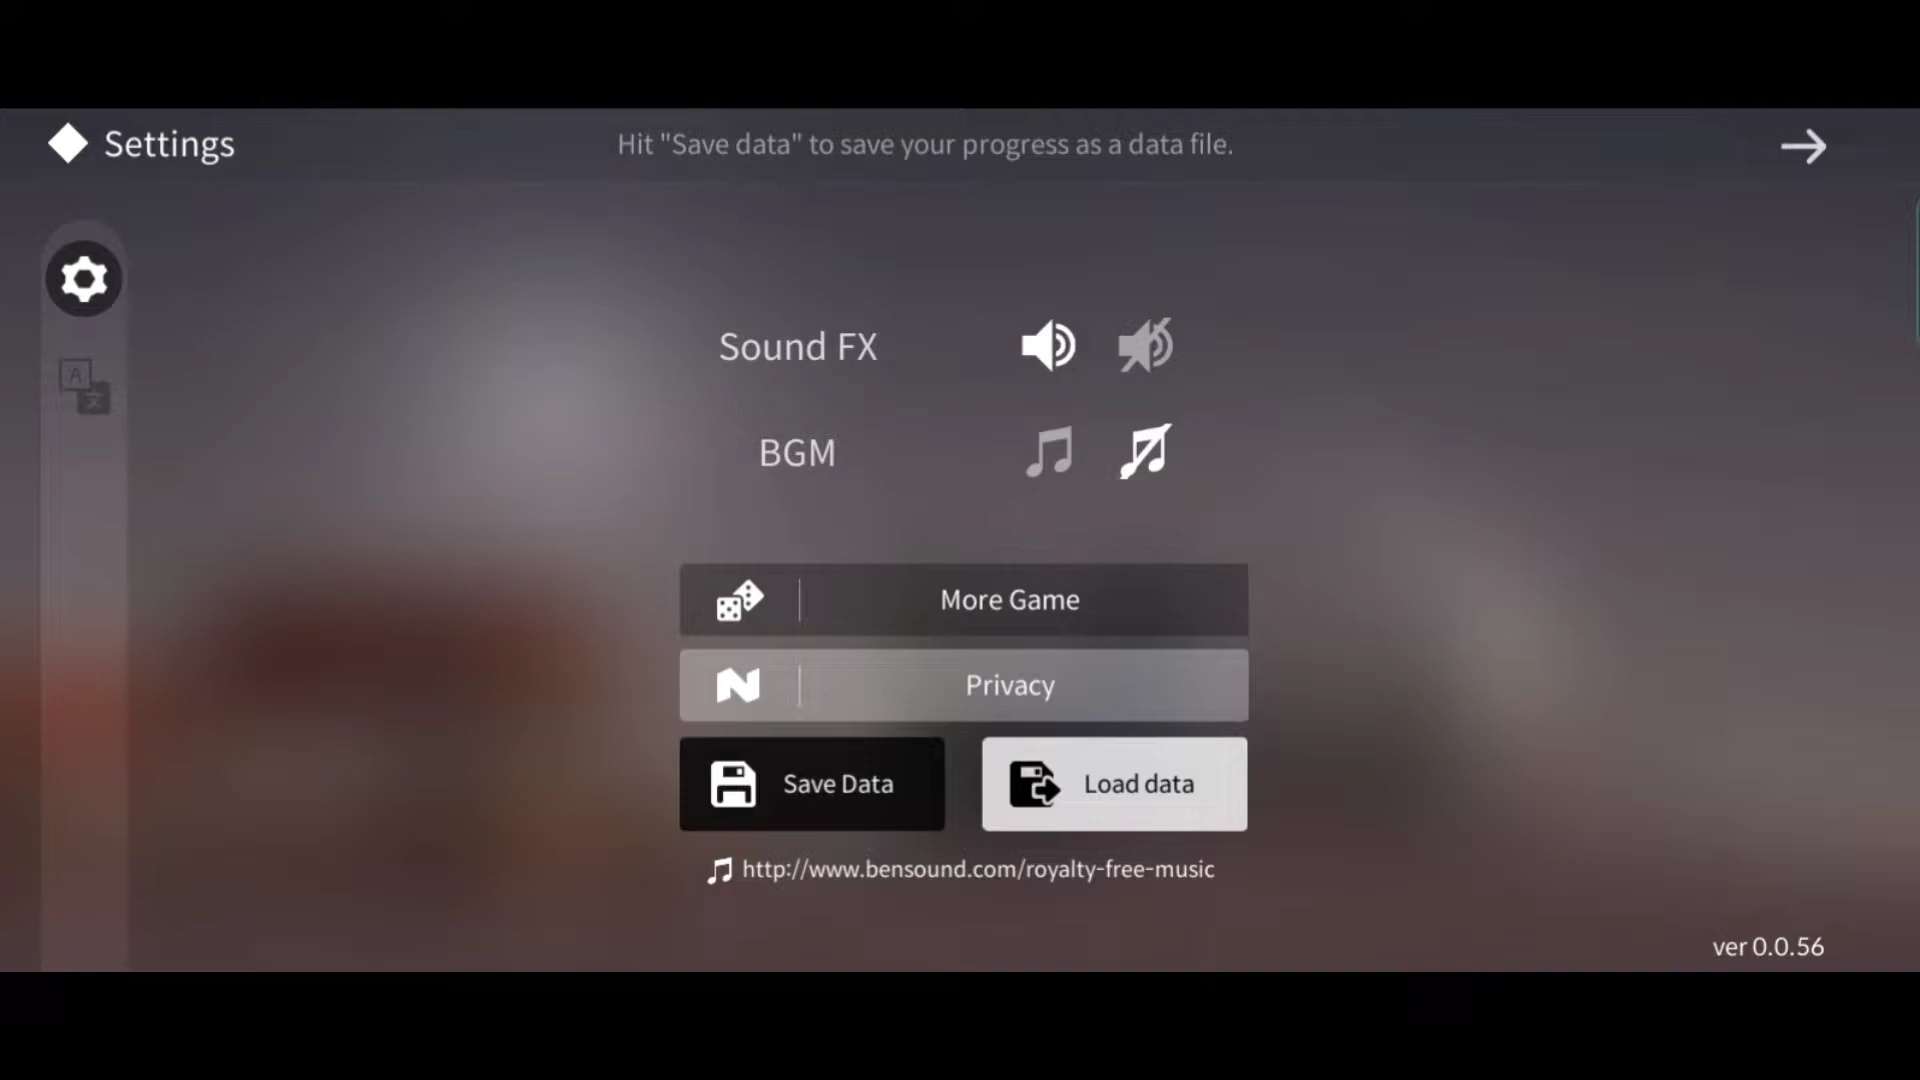 Settings
Hit "Save data" to save your progress as a data file.
A
Sound FX
BGM
More Game
Privacy
Save Data
Load data
http://www.bensound.com/royalty-free-music
ver 0.0.56